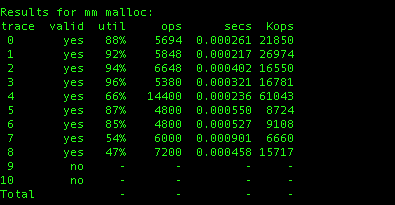 Results for mm malloc:
trace valid util ops secs Kops
0 yes 88% 5694 0.000261 21850
1 yes 92% 5848 0.000217 26974
2 yes 94% 6648 0.000402 16550
3 yes 96% 5380 0.000321 16781
4 yes 66% 14400 0.000236 61043
5 yes 87% 4800 0.000550 8724
6 yes 85% 4800 0.000527 9108
7 yes 54% 6000 0.000901 6660
8 yes 47% 7200 0.000458 15717
9 no - - - -
10 no - - - -
Total - - - -